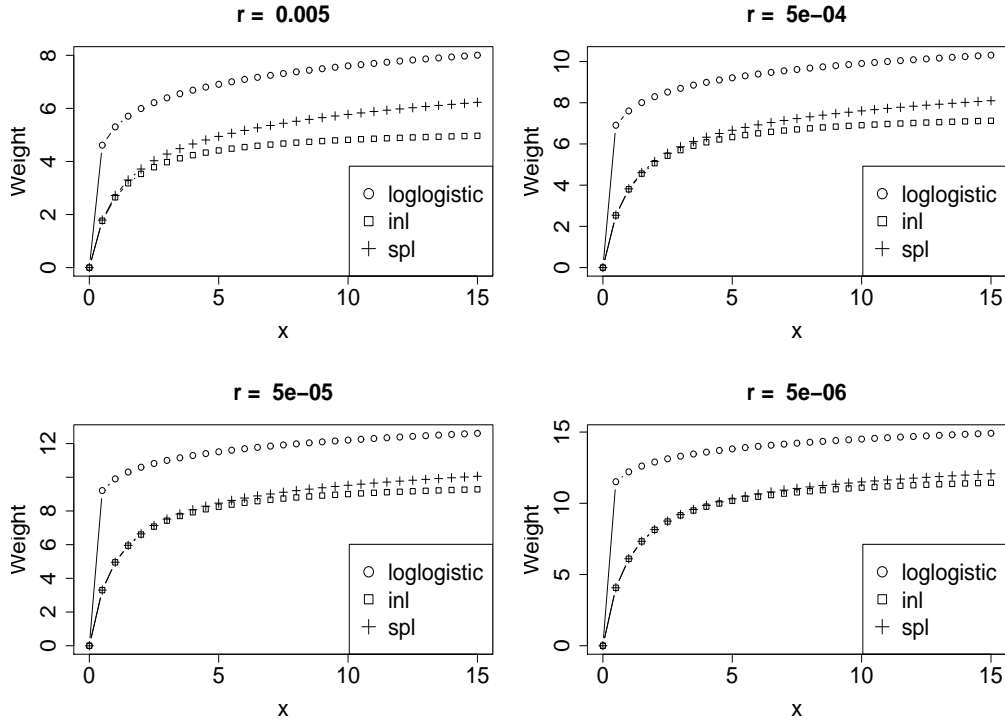 r = 0.005
Weight
8
6
4
2
0
loglogistic
inl
spl
0 5 10 15
x
r = 5e−04
Weight
10
8
6
4
2
0
loglogistic
inl
spl
0 5 10 15
x
r = 5e−05
Weight
12
8
6
4
2
0
loglogistic
inl
spl
0 5 10 15
x
r = 5e−06
Weight
15
10
5
0
loglogistic
inl
spl
0 5 10 15
x